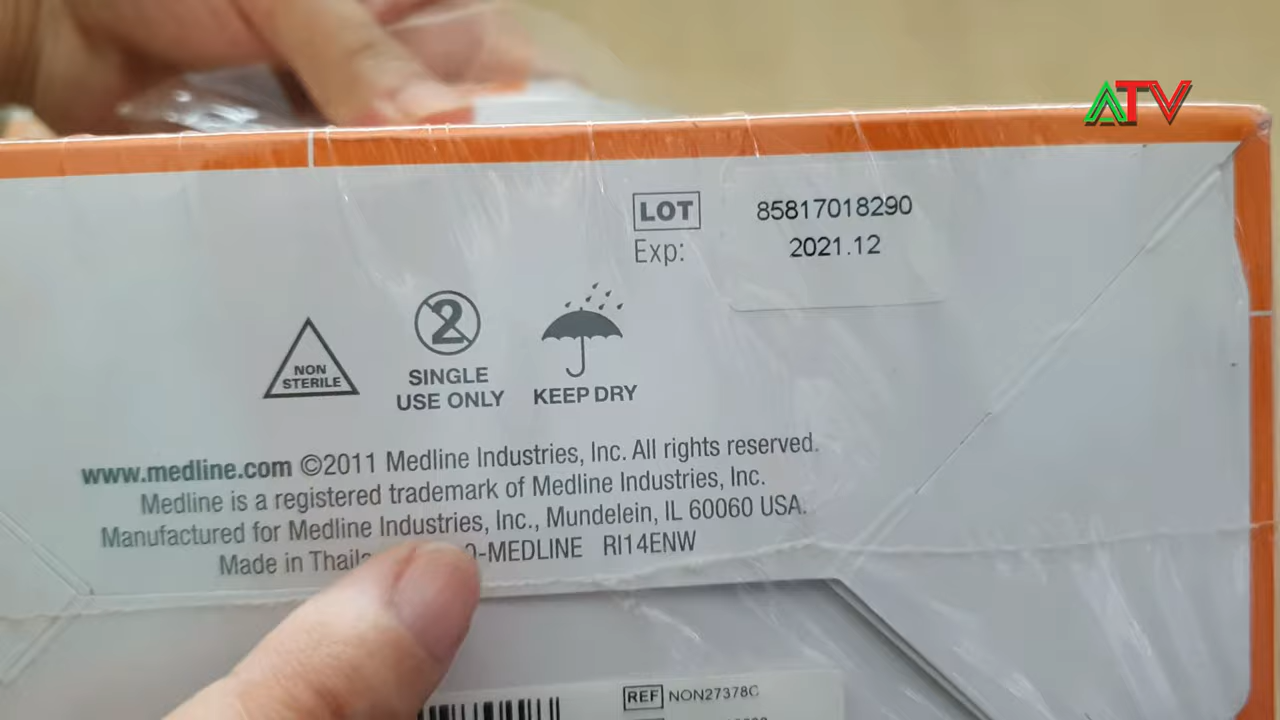 ATV
LOT 85817018290
Exp: 2021.12
NON
STERILE
2
SINGLE
USE ONLY
KEEP DRY
www.medline.com ©2011 Medline Industries, Inc. All rights reserved.
Medline is a registered trademark of Medline Industries, Inc.
Manufactured for Medline Industries, Inc., Mundelein, IL 60060 USA.
Made in -MEDLINE RI14ENW
REF NON27378C